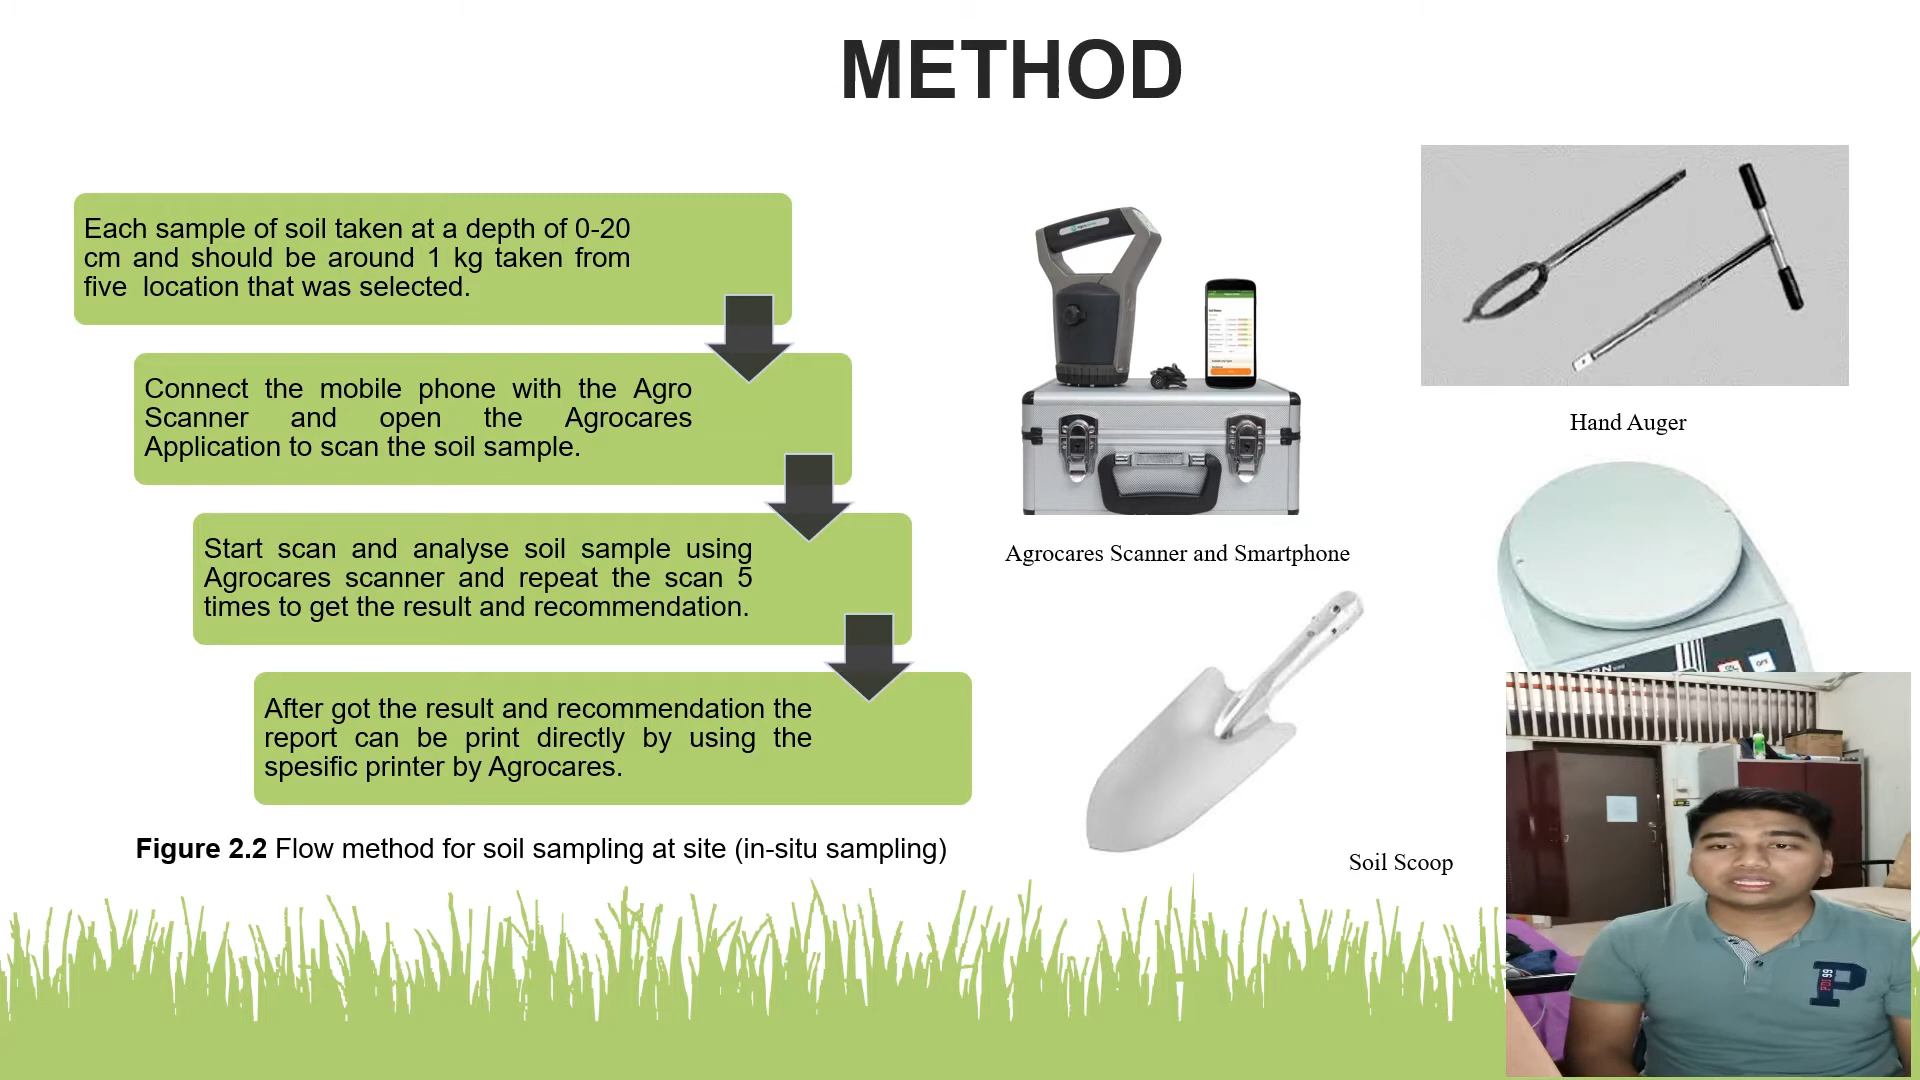 METHOD
Each sample of soil taken at a depth of 0-20
cm and should be around 1 kg taken from
five location that was selected.
Connect the mobile phone with the Agro
Scanner and open the Agrocares
Application to scan the soil sample.
Start scan and analyse soil sample using
Agrocares scanner and repeat the scan 5
times to get the result and recommendation.
After got the result and recommendation the
report can be print directly by using the
spesific printer by Agrocares.
Figure 2.2 Flow method for soil sampling at site (in-situ sampling)
Agrocares Scanner and Smartphone
Hand Auger
Soil Scoop
P